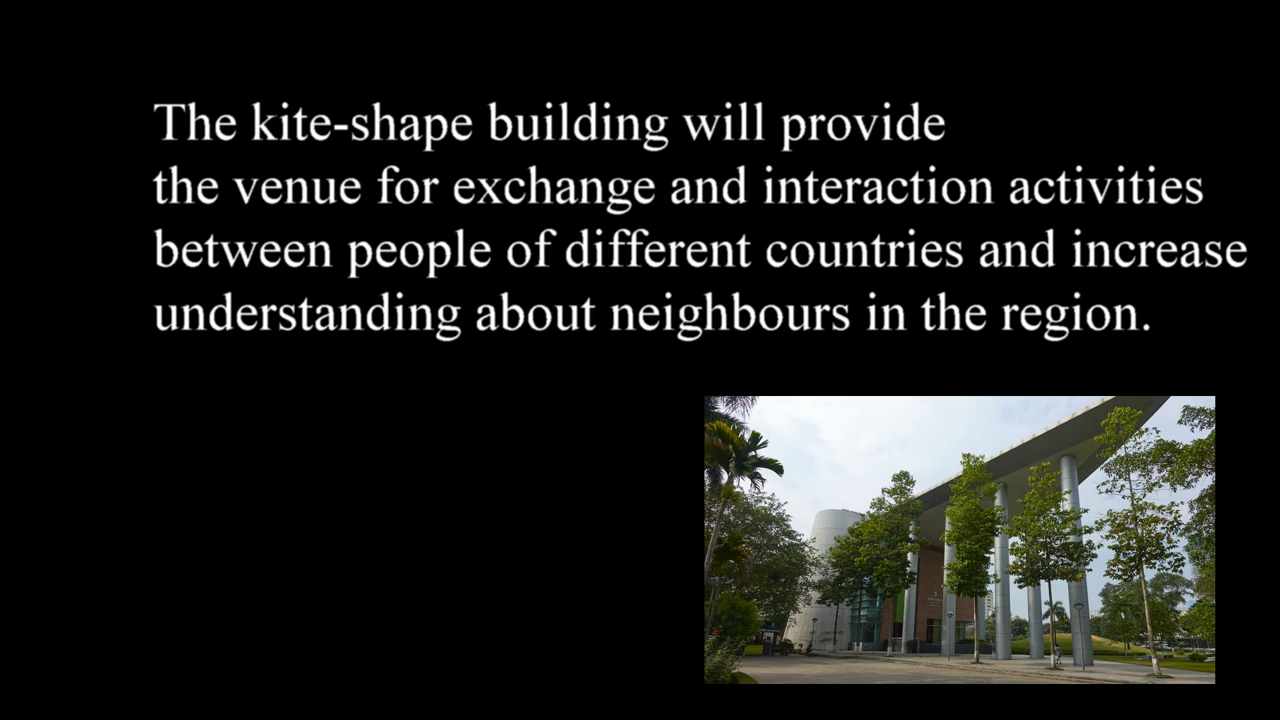 The kite-shape building will provide
the venue for exchange and interaction activities
between people of different countries and increase
understanding about neighbours in the region.